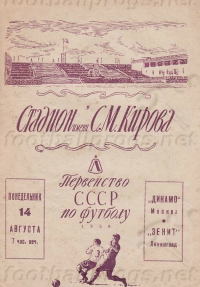 Стадион имени С.М. Кирова
Первенство
СССР
по футболу
ПОНЕДЕЛЬНИК
14
АВГУСТА
7 ЧАС. ВЕЧ.
"ДИНАМО"
Москва
"ЗЕНИТ"
Ленинград